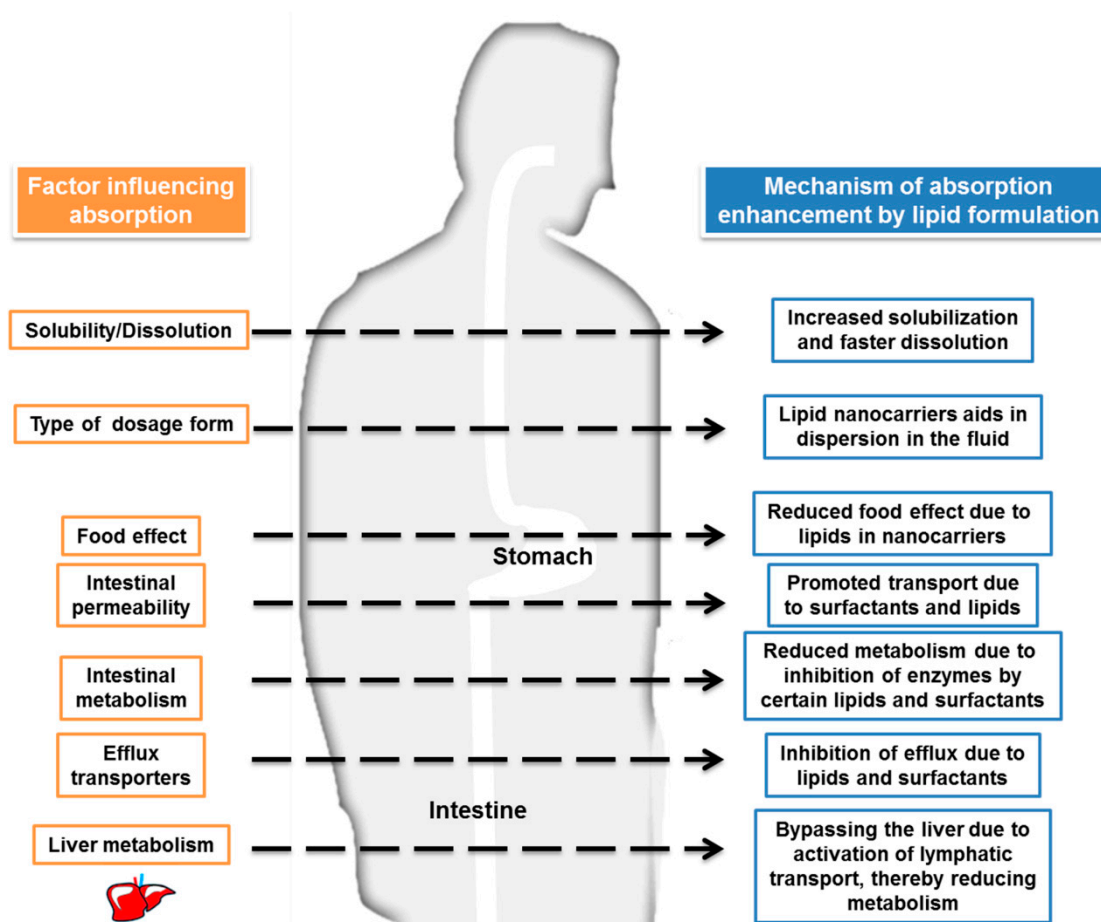 Factor influencing
absorption
Mechanism of absorption
enhancement by lipid formulation
Solubility/Dissolution
Increased solubilization
and faster dissolution
Type of dosage form
Lipid nanocarriers aids in
dispersion in the fluid
Food effect
Reduced food effect due to
lipids in nanocarriers
Stomach
Intestinal
permeability
Promoted transport due
to surfactants and lipids
Intestinal
metabolism
Reduced metabolism due to
inhibition of enzymes by
certain lipids and surfactants
Efflux
transporters
Inhibition of efflux due to
lipids and surfactants
Intestine
Liver metabolism
Bypassing the liver due to
activation of lymphatic
transport, thereby reducing
metabolism